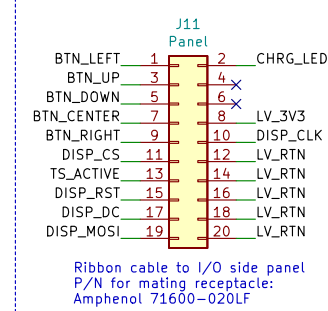 J11
Panel
BTN_LEFT 1 2 CHRG_LED
BTN_UP 3 4
BTN_DOWN 5 6
BTN_CENTER 7 8 LV_3V3
BTN_RIGHT 9 10 DISP_CLK
DISP_CS 11 12 LV_RTN
TS_ACTIVE 13 14 LV_RTN
DISP_RST 15 16 LV_RTN
DISP_DC 17 18 LV_RTN
DISP_MOSI 19 20 LV_RTN
Ribbon cable to I/O side panel
P/N for mating receptacle:
Amphenol 71600-020LF